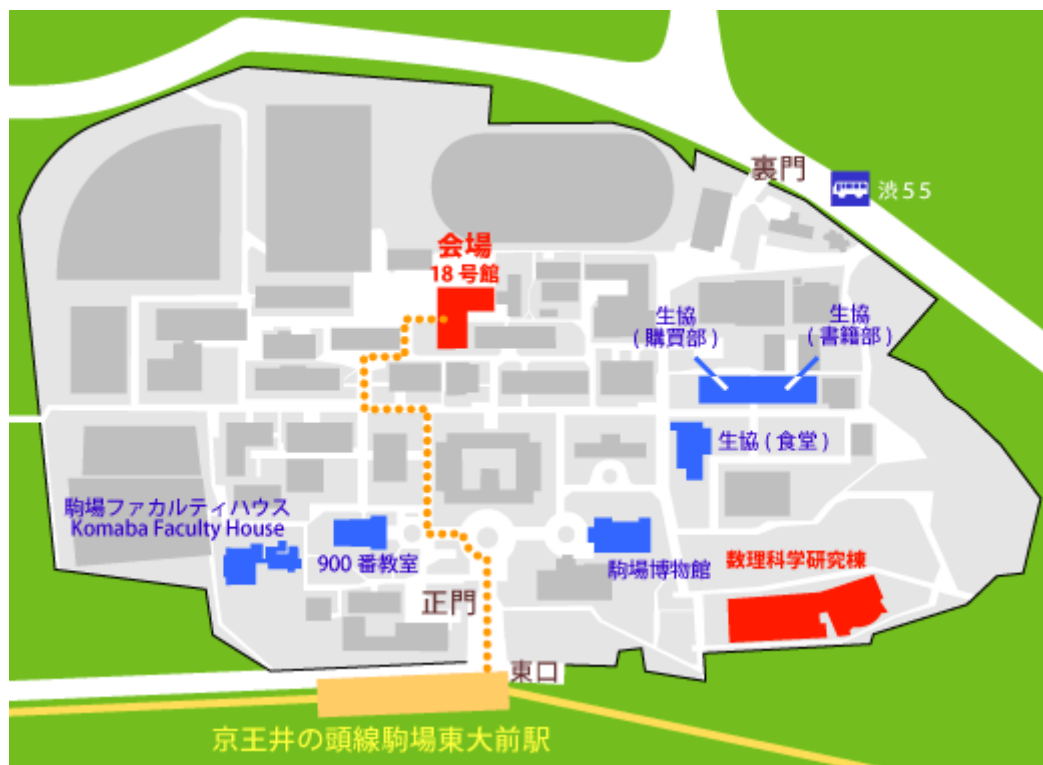 裏門
渋55
会場
18号館
生協
(購買部)
生協
(書籍部)
生協(食堂)
駒場ファカルティハウス
Komaba Faculty House
900番教室
駒場博物館
数理科学研究棟
正門
東口
京王井の頭線駒場東大前駅